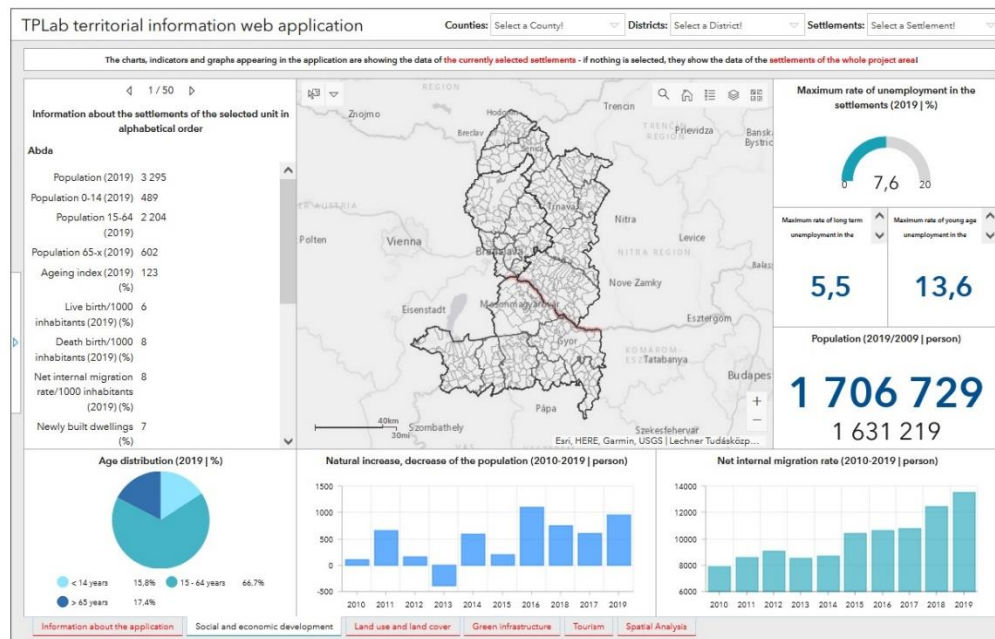 TPLab territorial information web application
Counties: Select a County!
Districts: Select a District!
Settlements: Select a Settlement!
The charts, indicators and graphs appearing in the application are showing the data of the currently selected settlements - if nothing is selected, they show the data of the settlements of the whole project area!
1 / 50
Information about the settlements of the selected unit in
alphabetical order
Abda
Population (2019) 3 295
Population 0-14 (2019) 489
Population 15-64 2 204
(2019)
Population 65-x (2019) 602
Ageing index (2019) 123
(%)
Live birth/1000 6
inhabitants (2019) (%)
Death birth/1000 8
inhabitants (2019) (%)
Net internal migration 8
rate/1000 inhabitants
(2019) (%)
Newly built dwellings 7
(%)
REGION
Znojmo
Hodonín
Trencin
Breclav
Senica
TRENČÍN
REGION
Prievidza
Banská
Bystric
Trnava
Nitra
Polten
Vienna
Levice
NITRA REGION
Bratislava
Balass
Nove Zamky
Eisenstadt
Mosonmagyaróvár
Esztergom
Gyor
Tatabanya
Budapes
Pápa
40km
30mi
Szombathely
Szekesfehérvár
+
−
Esri, HERE, Garmin, USGS | Lechner Tudásközp...
Maximum rate of unemployment in the
settlements (2019 | %)
0
7,6
20
Maximum rate of long term
unemployment in the
5,5
Maximum rate of young age
unemployment in the
13,6
Population (2019/2009 | person)
1 706 729
1 631 219
Age distribution (2019 | %)
< 14 years 15,8%
15 - 64 years 66,7%
> 65 years 17,4%
Natural increase, decrease of the population (2010-2019 | person)
1500
1000
500
0
-500
2010 2011 2012 2013 2014 2015 2016 2018 2017 2019
Net internal migration rate (2010-2019 | person)
14000
12000
10000
8000
6000
2010 2011 2012 2013 2014 2015 2016 2017 2018 2019
Information about the application
Social and economic development
Land use and land cover
Green infrastructure
Tourism
Spatial Analysis